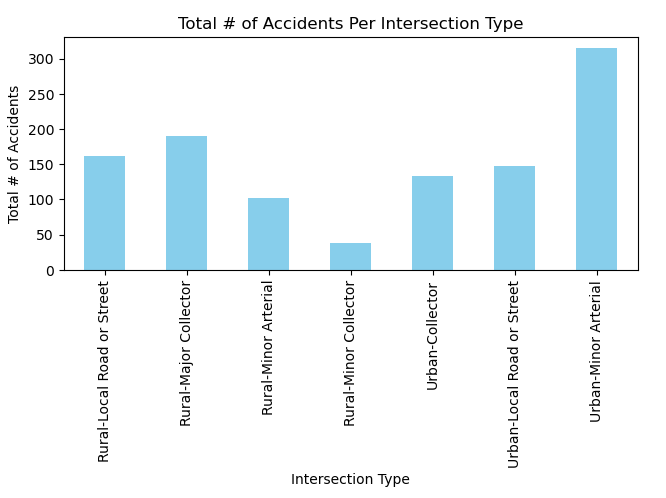 Total # of Accidents Per Intersection Type
Total # of Accidents
300
250
200
150
100
50
0
Rural-Local Road or Street
Rural-Major Collector
Rural-Minor Arterial
Rural-Minor Collector
Urban-Collector
Urban-Local Road or Street
Urban-Minor Arterial
Intersection Type